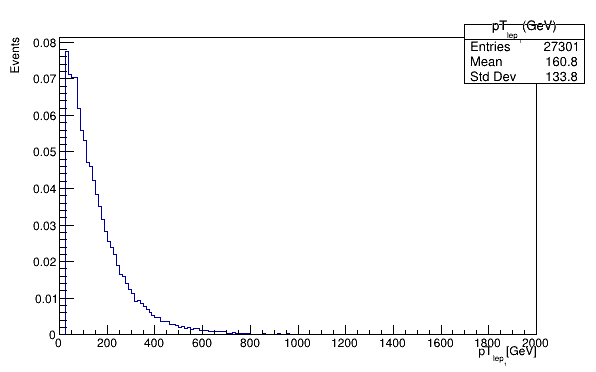 pT_lep_1 (GeV)
Entries 27301
Mean 160.8
Std Dev 133.8
Events
0.08
0.07
0.06
0.05
0.04
0.03
0.02
0.01
0
0 200 400 600 800 1000 1200 1400 1600 1800 2000
pT_lep_1 [GeV]